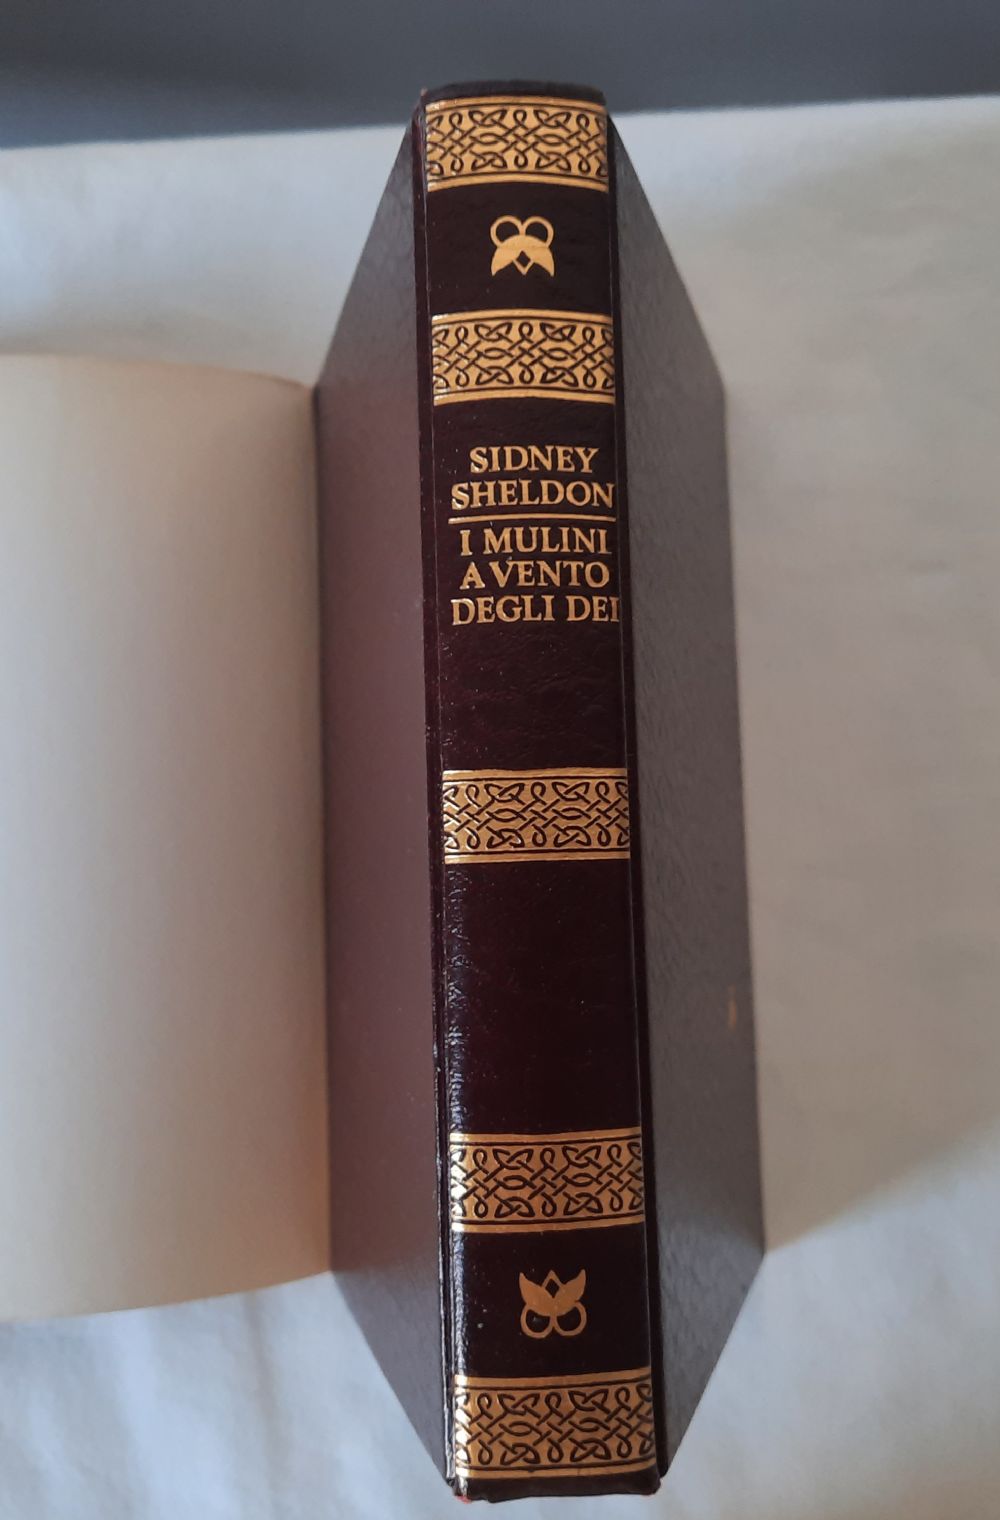 SIDNEY
SHELDON
I MULINI
A VENTO
DEGLI DEI